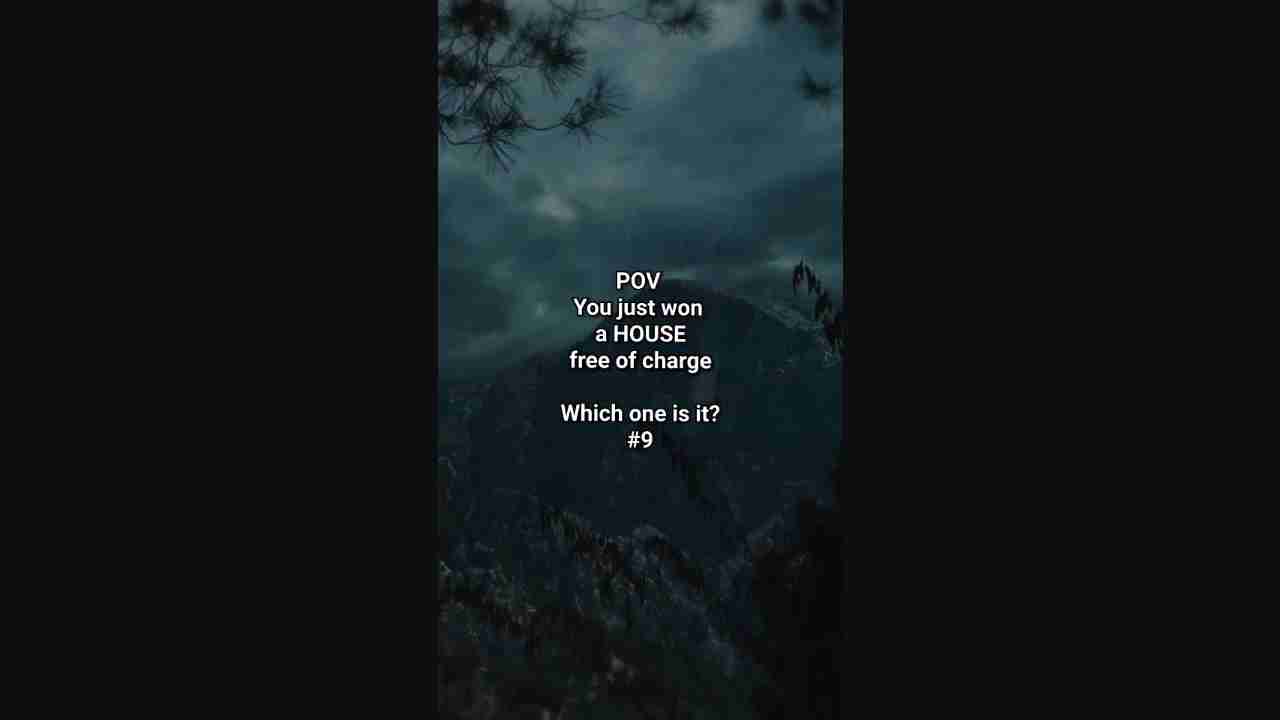 POV
You just won
a HOUSE
free of charge
Which one is it?
#9